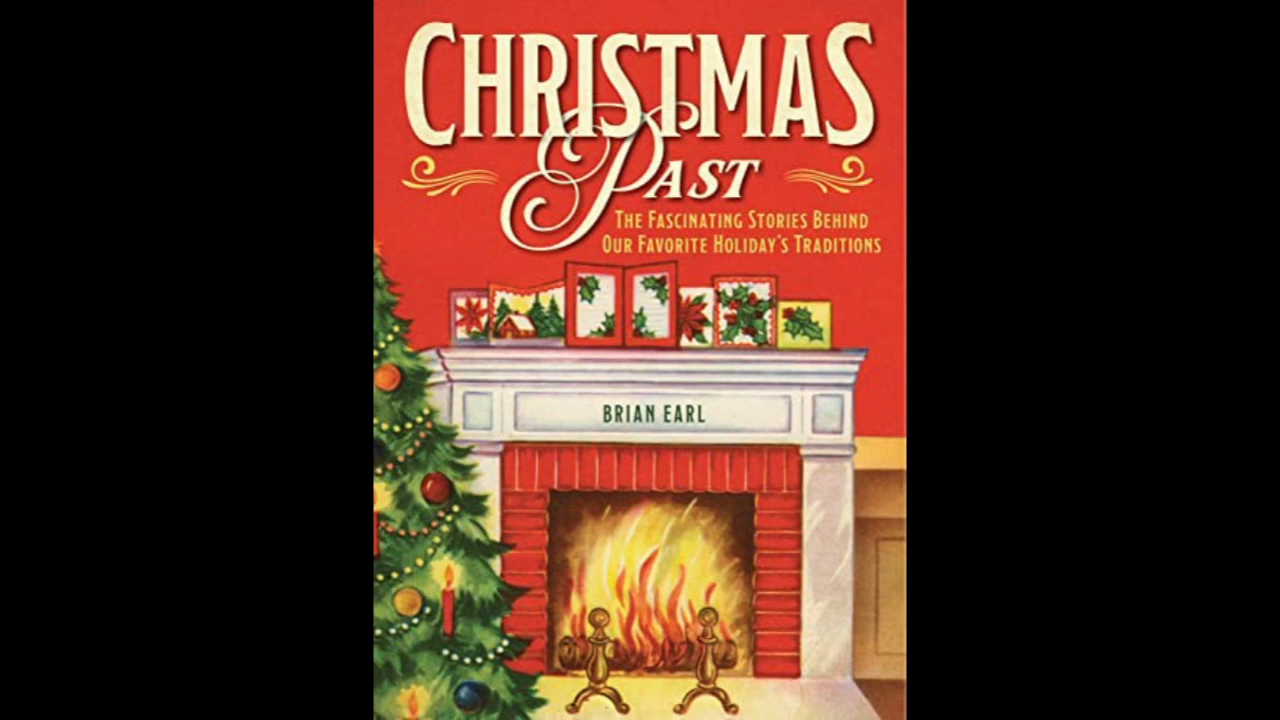 CHRISTMAS
PAST
THE FASCINATING STORIES BEHIND
OUR FAVORITE HOLIDAY'S TRADITIONS
BRIAN EARL